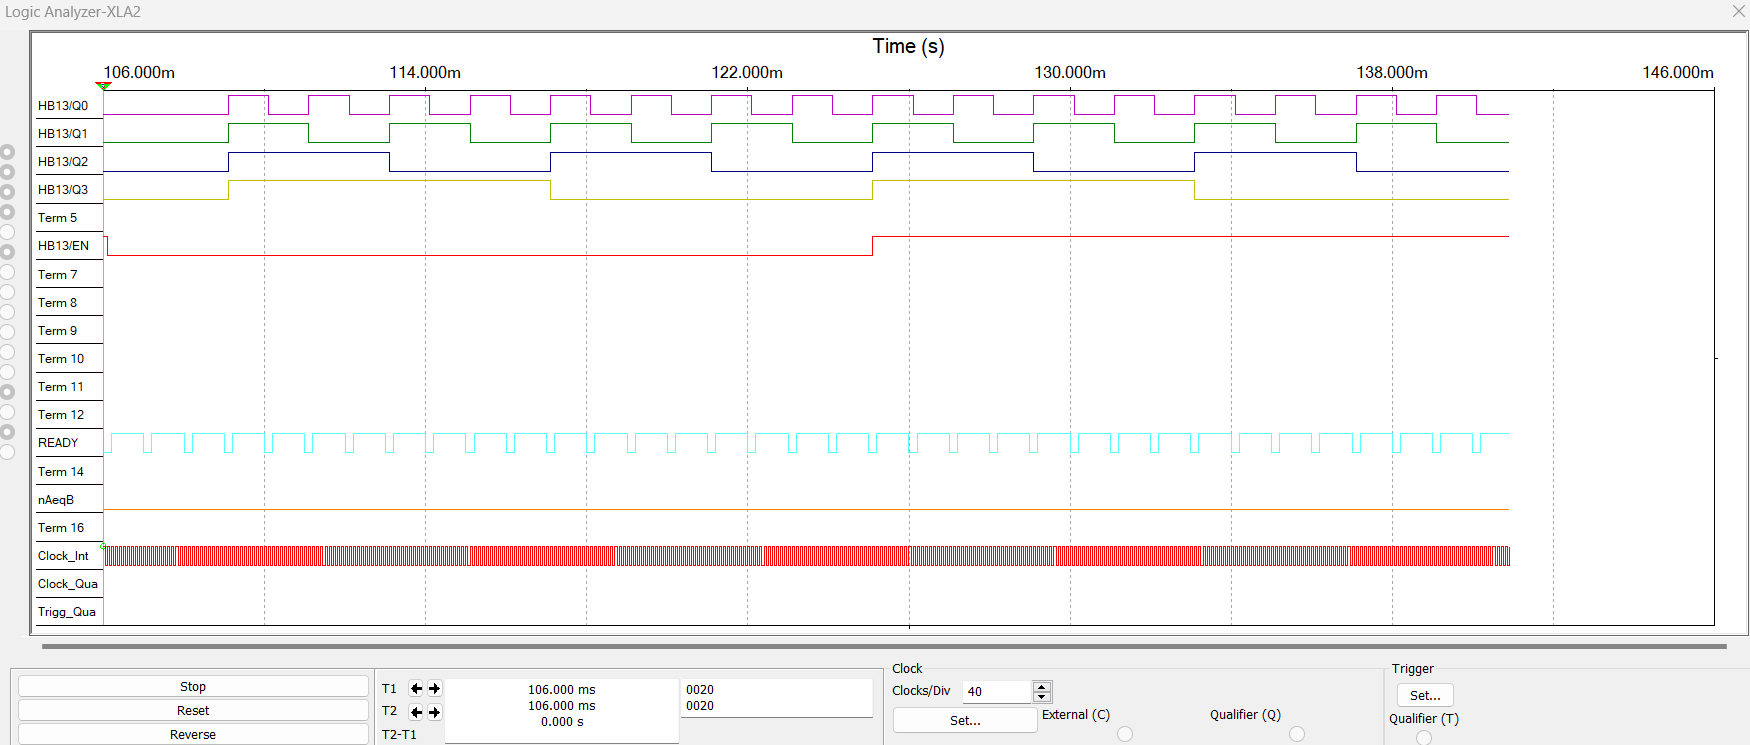 Logic Analyzer-XLA2
Time (s)
106.000m 114.000m 122.000m 130.000m 138.000m 146.000m
HB13/Q0
HB13/Q1
HB13/Q2
HB13/Q3
Term 5
HB13/EN
Term 7
Term 8
Term 9
Term 10
Term 11
Term 12
READY
Term 14
nAeqB
Term 16
Clock_Int
Clock_Qua
Trigg_Qua
Stop
Reset
Reverse
T1 106.000 ms 0020
T2 106.000 ms 0020
T2-T1 0.000 s
Clock
Clocks/Div 40
Set...
External (C)
Qualifier (Q)
Trigger
Set...
Qualifier (T)